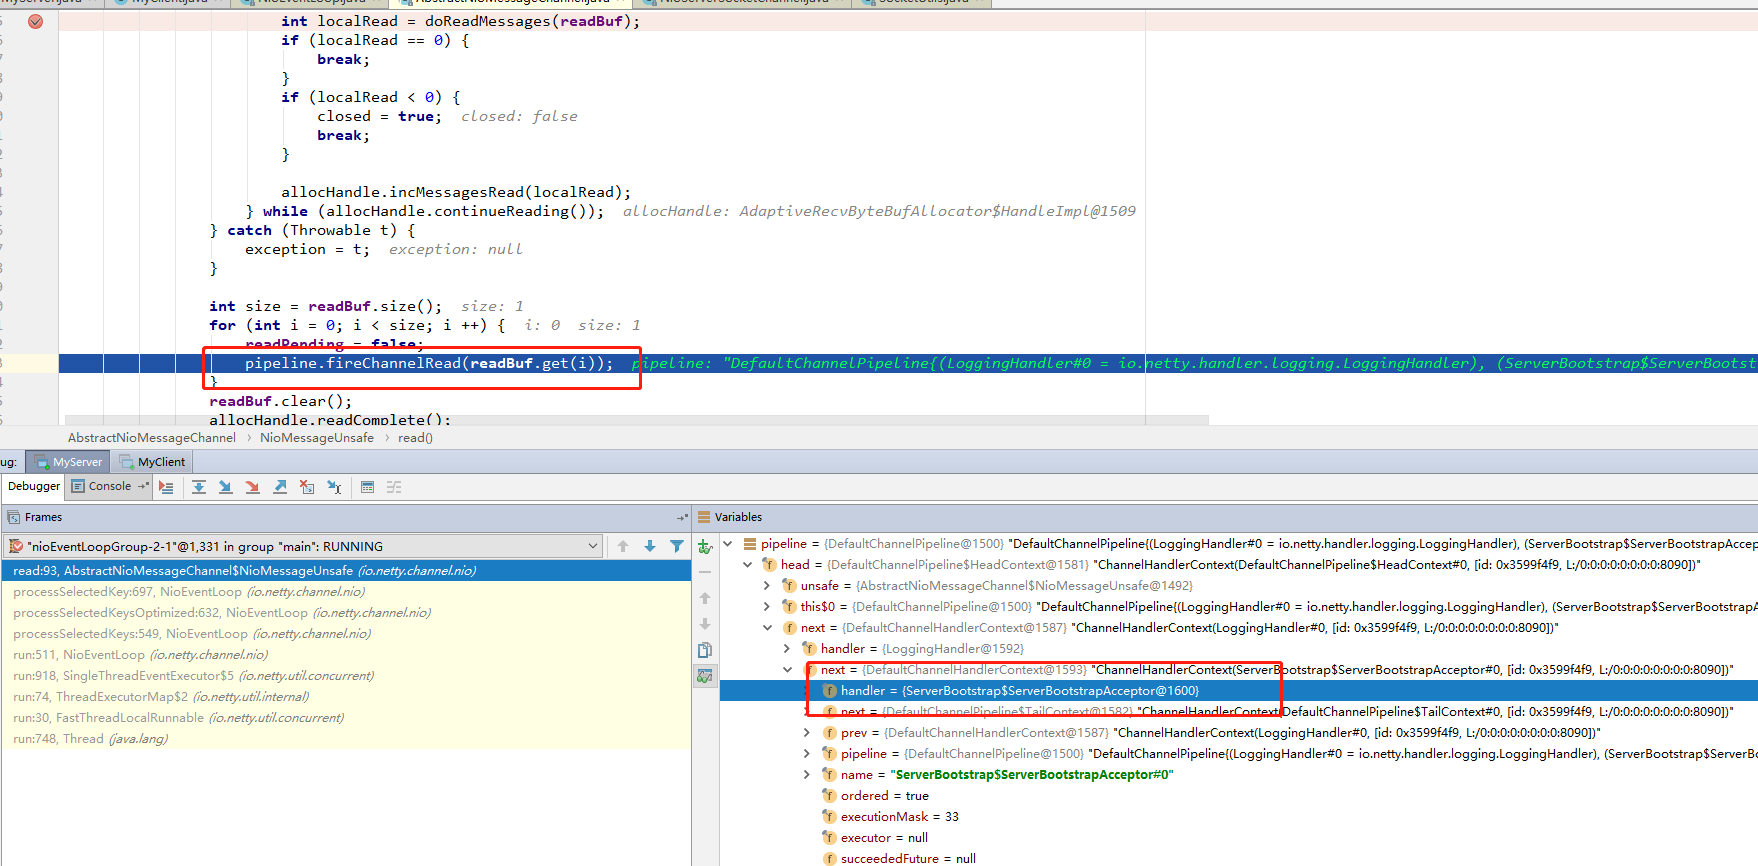 MyServer.java MyClient.java NioEventLoop.java AbstractNioMessageChannel.java NioServerSocketChannel.java SocketUtils.java
int localRead = doReadMessages(readBuf);
if (localRead == 0) {
break;
}
if (localRead < 0) {
closed = true; closed: false
break;
}
allocHandle.incMessagesRead(localRead);
} while (allocHandle.continueReading()); allocHandle: AdaptiveRecvByteBufAllocator$HandleImpl@1509
} catch (Throwable t) {
exception = t; exception: null
}
int size = readBuf.size(); size: 1
for (int i = 0; i < size; i ++) { i: 0 size: 1
readPending = false;
pipeline.fireChannelRead(readBuf.get(i)); pipeline: "DefaultChannelPipeline{(LoggingHandler#0 = io.netty.handler.logging.LoggingHandler), (ServerBootstrap$ServerBootst
}
readBuf.clear();
allocHandle.readComplete();
AbstractNioMessageChannel › NioMessageUnsafe › read()
ug: MyServer MyClient
Debugger Console
Frames
"nioEventLoopGroup-2-1"@1,331 in group "main": RUNNING
read:93, AbstractNioMessageChannel$NioMessageUnsafe (io.netty.channel.nio)
processSelectedKey:697, NioEventLoop (io.netty.channel.nio)
processSelectedKeysOptimized:632, NioEventLoop (io.netty.channel.nio)
processSelectedKeys:549, NioEventLoop (io.netty.channel.nio)
run:511, NioEventLoop (io.netty.channel.nio)
run:918, SingleThreadEventExecutor$5 (io.netty.util.concurrent)
run:74, ThreadExecutorMap$2 (io.netty.util.internal)
run:30, FastThreadLocalRunnable (io.netty.util.concurrent)
run:748, Thread (java.lang)
Variables
pipeline = {DefaultChannelPipeline@1500} "DefaultChannelPipeline{(LoggingHandler#0 = io.netty.handler.logging.LoggingHandler), (ServerBootstrap$ServerBootstrapAccep
head = {DefaultChannelPipeline$HeadContext@1581} "ChannelHandlerContext(DefaultChannelPipeline$HeadContext#0, [id: 0x3599f4f9, L:/0:0:0:0:0:0:0:0:8090])"
unsafe = {AbstractNioMessageChannel$NioMessageUnsafe@1492}
this$0 = {DefaultChannelPipeline@1500} "DefaultChannelPipeline{(LoggingHandler#0 = io.netty.handler.logging.LoggingHandler), (ServerBootstrap$ServerBootstrapA
next = {DefaultChannelHandlerContext@1587} "ChannelHandlerContext(LoggingHandler#0, [id: 0x3599f4f9, L:/0:0:0:0:0:0:0:0:8090])"
handler = {LoggingHandler@1592}
next = {DefaultChannelHandlerContext@1593} "ChannelHandlerContext(ServerBootstrap$ServerBootstrapAcceptor#0, [id: 0x3599f4f9, L:/0:0:0:0:0:0:0:0:8090])"
handler = {ServerBootstrap$ServerBootstrapAcceptor@1600}
next = {DefaultChannelPipeline$TailContext@1582} "ChannelHandlerContext(DefaultChannelPipeline$TailContext#0, [id: 0x3599f4f9, L:/0:0:0:0:0:0:0:0:8090])"
prev = {DefaultChannelHandlerContext@1587} "ChannelHandlerContext(LoggingHandler#0, [id: 0x3599f4f9, L:/0:0:0:0:0:0:0:0:8090])"
pipeline = {DefaultChannelPipeline@1500} "DefaultChannelPipeline{(LoggingHandler#0 = io.netty.handler.logging.LoggingHandler), (ServerBootstrap$ServerBo
name = "ServerBootstrap$ServerBootstrapAcceptor#0"
ordered = true
executionMask = 33
executor = null
succeededFuture = null